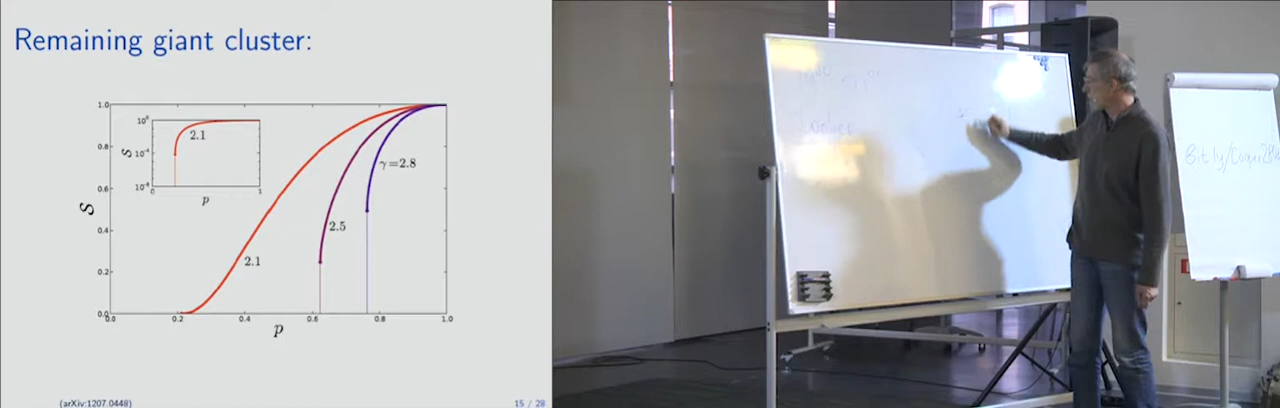 Remaining giant cluster:
1.0
0.8
0.6
0.4
0.2
0.0
0.0 0.2 0.4 0.6 0.8 1.0
S
p
γ=2.8
2.5
2.1
10⁰
10⁻⁴
10⁻⁸
0 1
S
p
2.1
(arXiv:1207.0448)
15 / 28